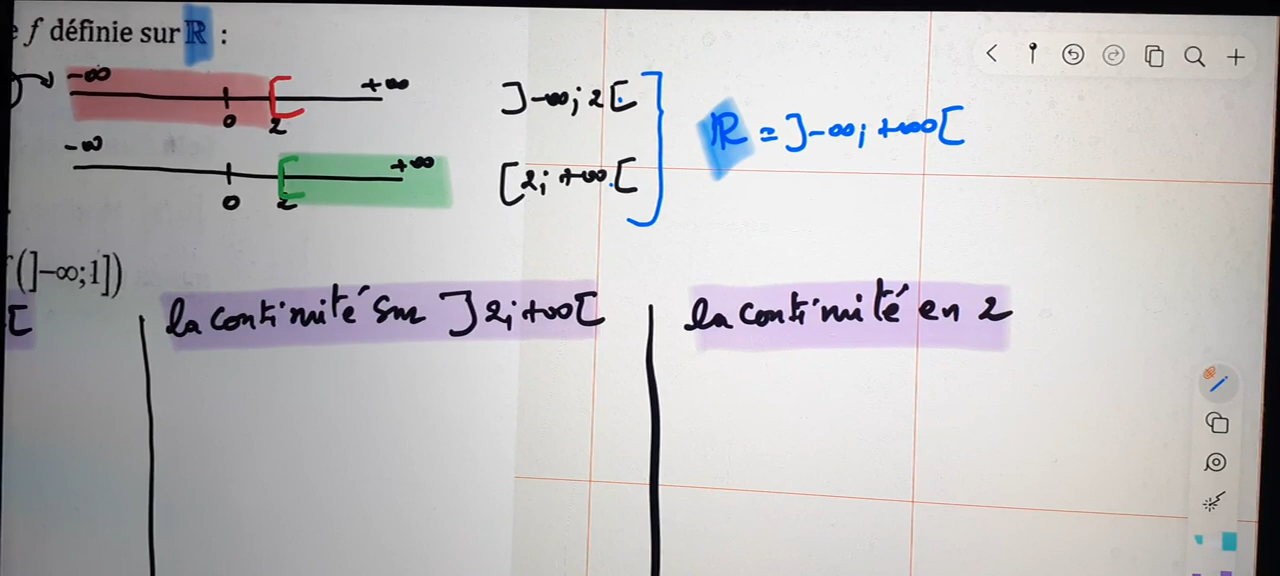 f définie sur ℝ :
-∞ +∞ ]-∞; 2[
0 2
ℝ = ]-∞; +∞[
-∞ +∞ [2; +∞[
0 2
(]-∞;1])
[ la continuité sur ]2; +∞[ la continuité en 2